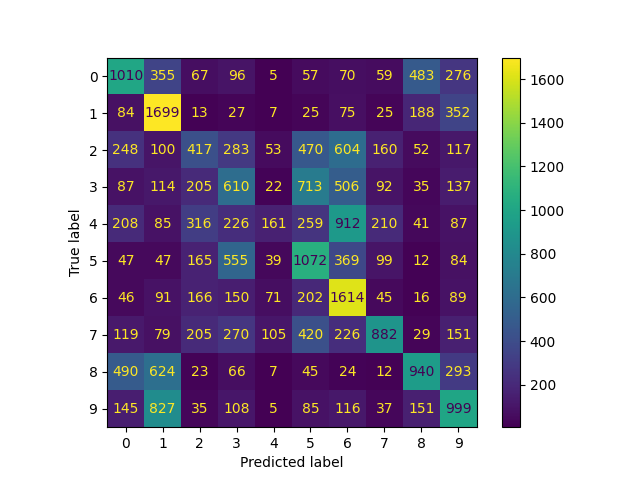 0 1010 355 67 96 5 57 70 59 483 276
1 84 1699 13 27 7 25 75 25 188 352
2 248 100 417 283 53 470 604 160 52 117
3 87 114 205 610 22 713 506 92 35 137
4 208 85 316 226 161 259 912 210 41 87
5 47 47 165 555 39 1072 369 99 12 84
6 46 91 166 150 71 202 1614 45 16 89
7 119 79 205 270 105 420 226 882 29 151
8 490 624 23 66 7 45 24 12 940 293
9 145 827 35 108 5 85 116 37 151 999
0 1 2 3 4 5 6 7 8 9
Predicted label
True label
1600
1400
1200
1000
800
600
400
200